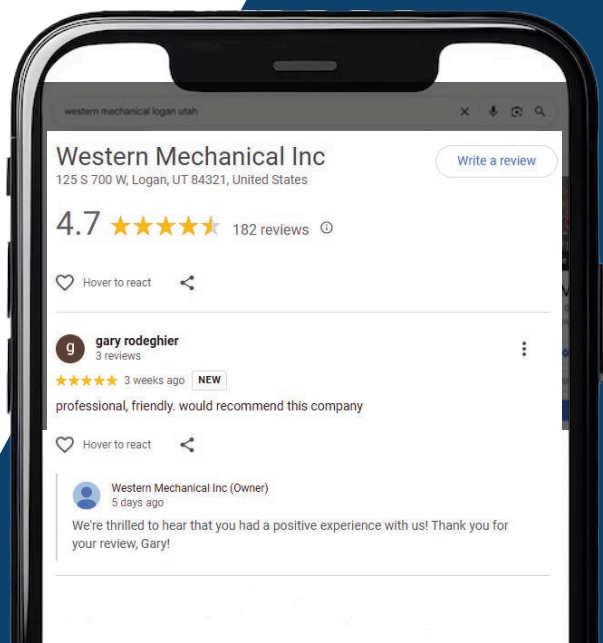 western mechanical logan utah
Western Mechanical Inc
Write a review
125 S 700 W, Logan, UT 84321, United States
4.7 182 reviews
Hover to react
g
gary rodeghier
3 reviews
3 weeks ago NEW
professional, friendly. would recommend this company
Hover to react
Western Mechanical Inc (Owner)
5 days ago
We're thrilled to hear that you had a positive experience with us! Thank you for
your review, Gary!